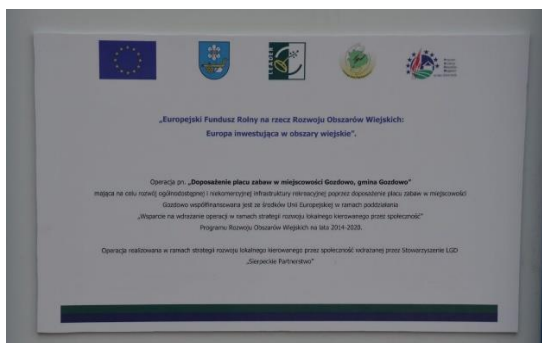 LEADER
„Europejski Fundusz Rolny na rzecz Rozwoju Obszarów Wiejskich:
Europa inwestująca w obszary wiejskie”.
Operacja pn. „Doposażenie placu zabaw w miejscowości Gozdowo, gmina Gozdowo”
mająca na celu rozwój ogólnodostępnej i niekomercyjnej infrastruktury rekreacyjnej poprzez doposażenie placu zabaw w miejscowości
Gozdowo współfinansowana jest ze środków Unii Europejskiej w ramach poddziałania
„Wsparcie na wdrażanie operacji w ramach strategii rozwoju lokalnego kierowanego przez społeczność”
Programu Rozwoju Obszarów Wiejskich na lata 2014-2020.
Operacja realizowana w ramach strategii rozwoju lokalnego kierowanego przez społeczność wdrażanej przez Stowarzyszenie LGD
„Sierpeckie Partnerstwo”